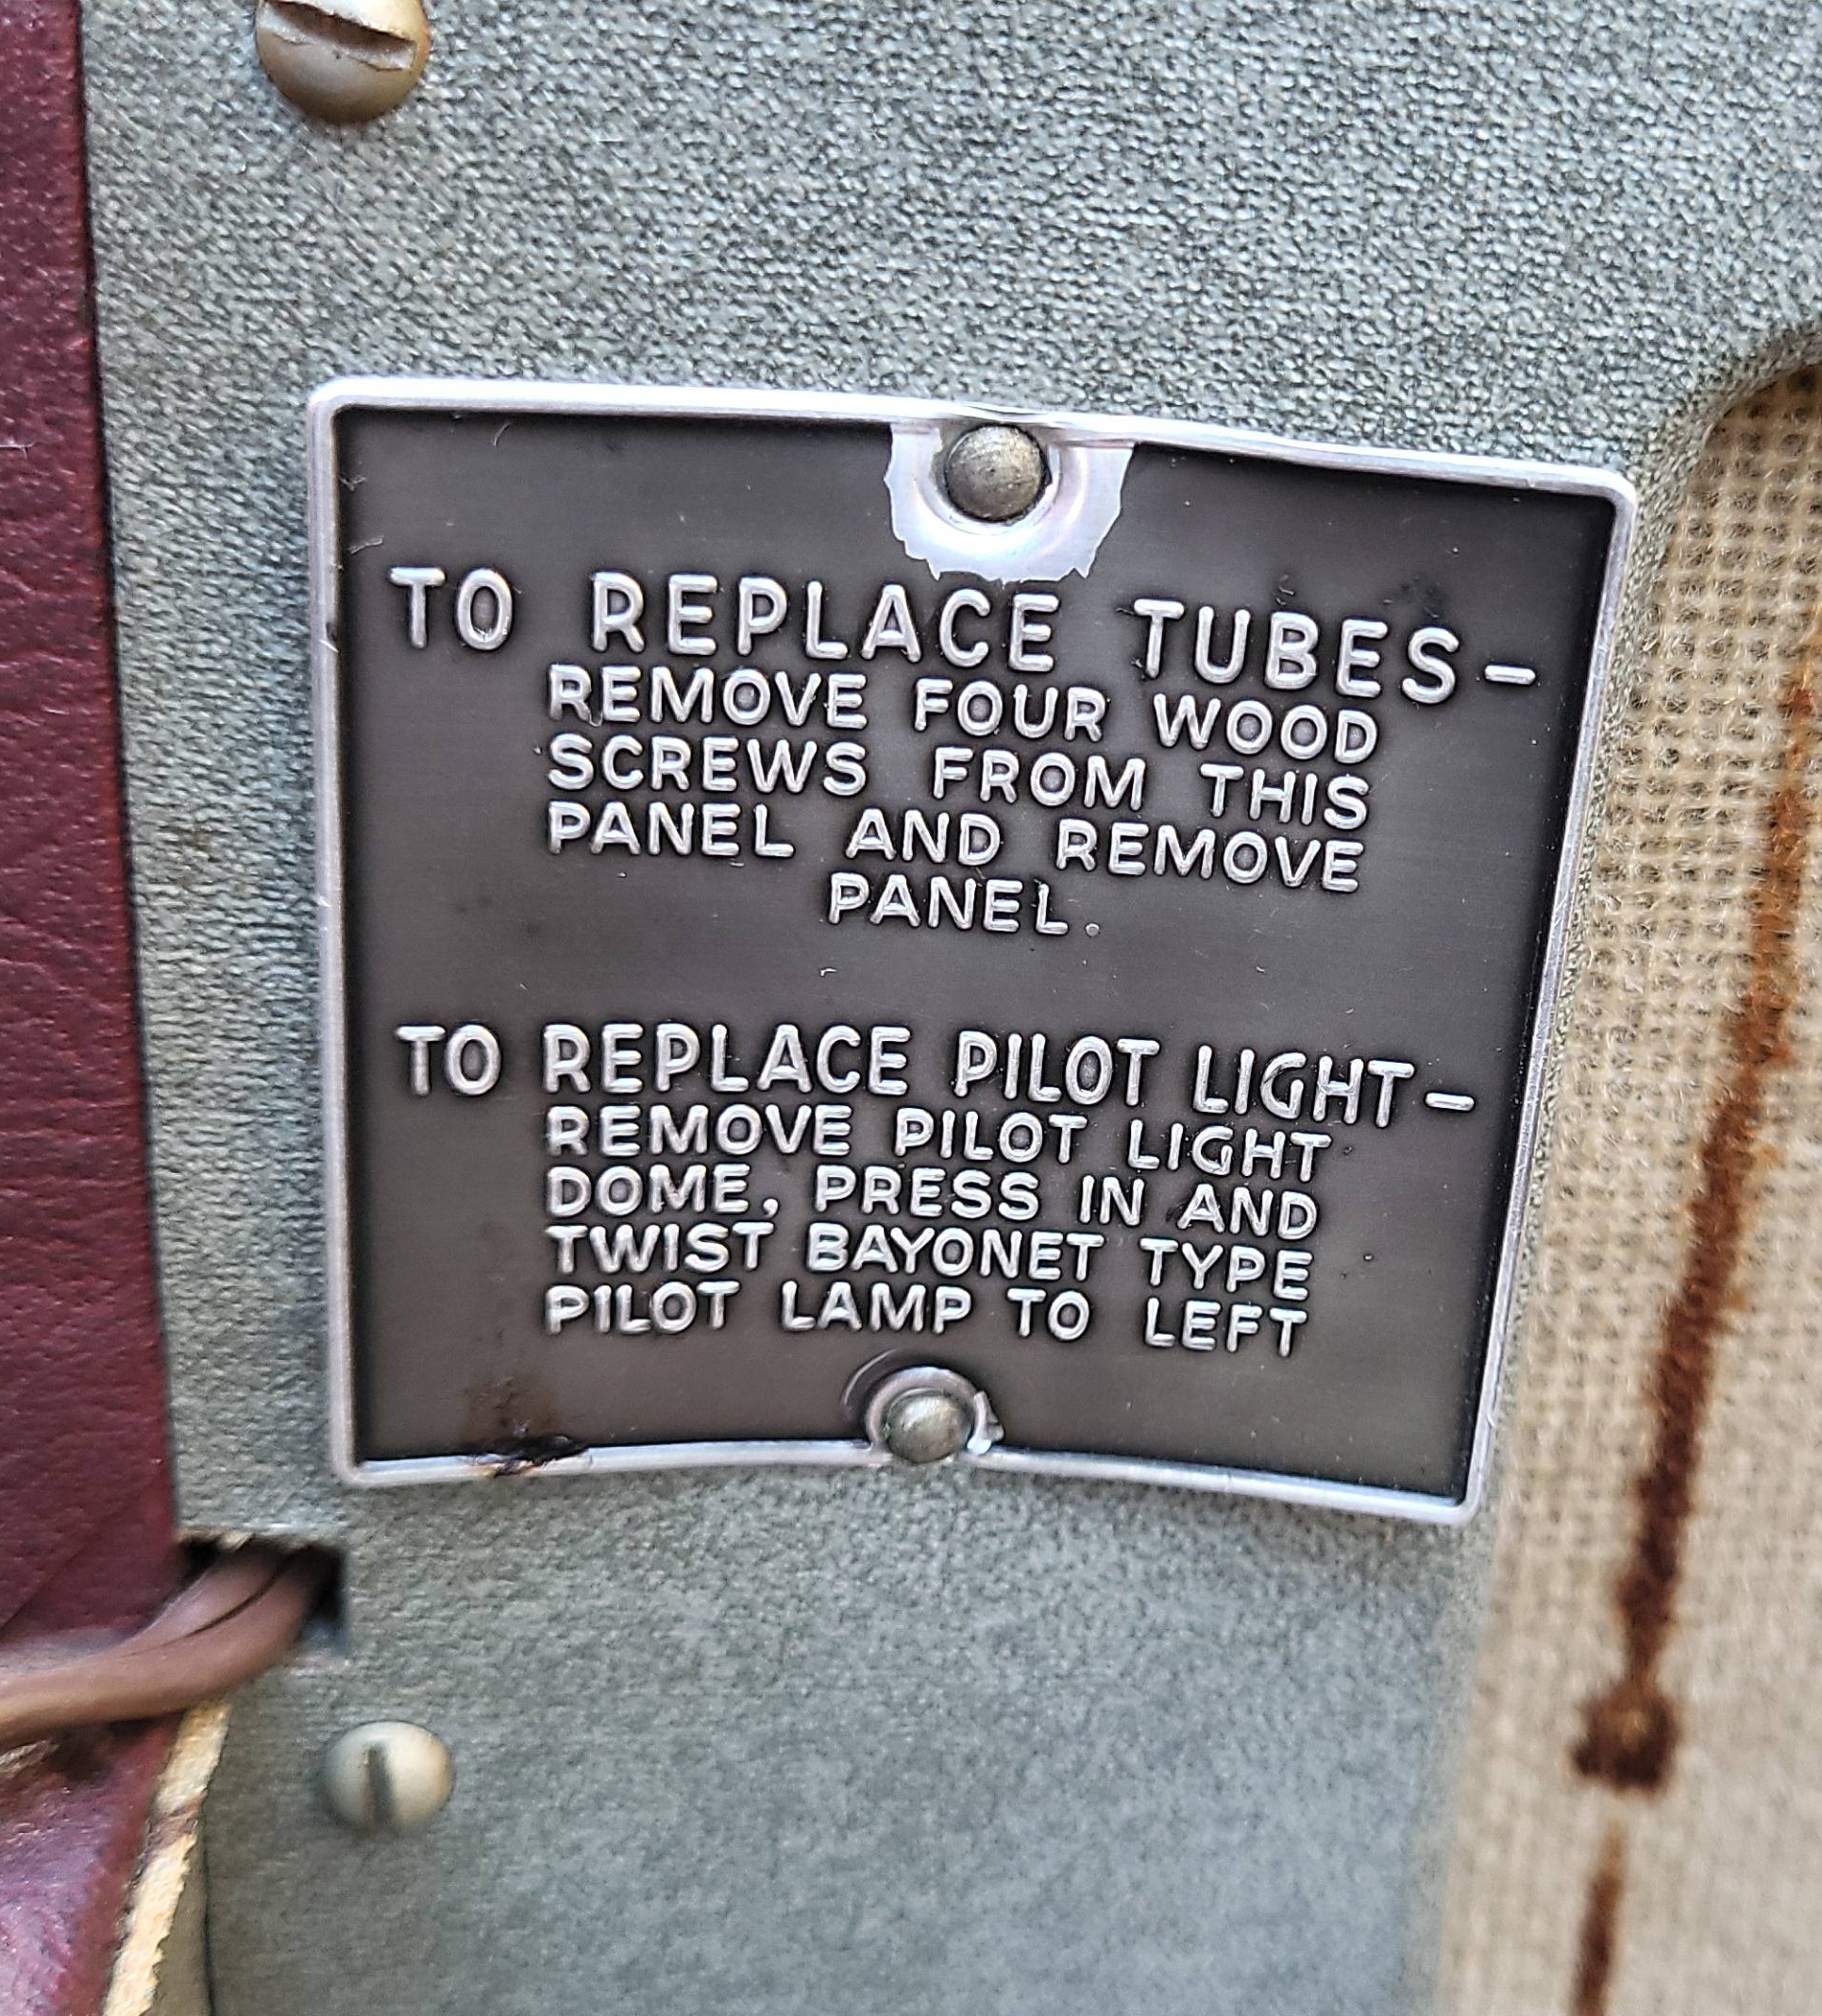 TO REPLACE TUBES-
REMOVE FOUR WOOD
SCREWS FROM THIS
PANEL AND REMOVE
PANEL.
TO REPLACE PILOT LIGHT-
REMOVE PILOT LIGHT
DOME, PRESS IN AND
TWIST BAYONET TYPE
PILOT LAMP TO LEFT